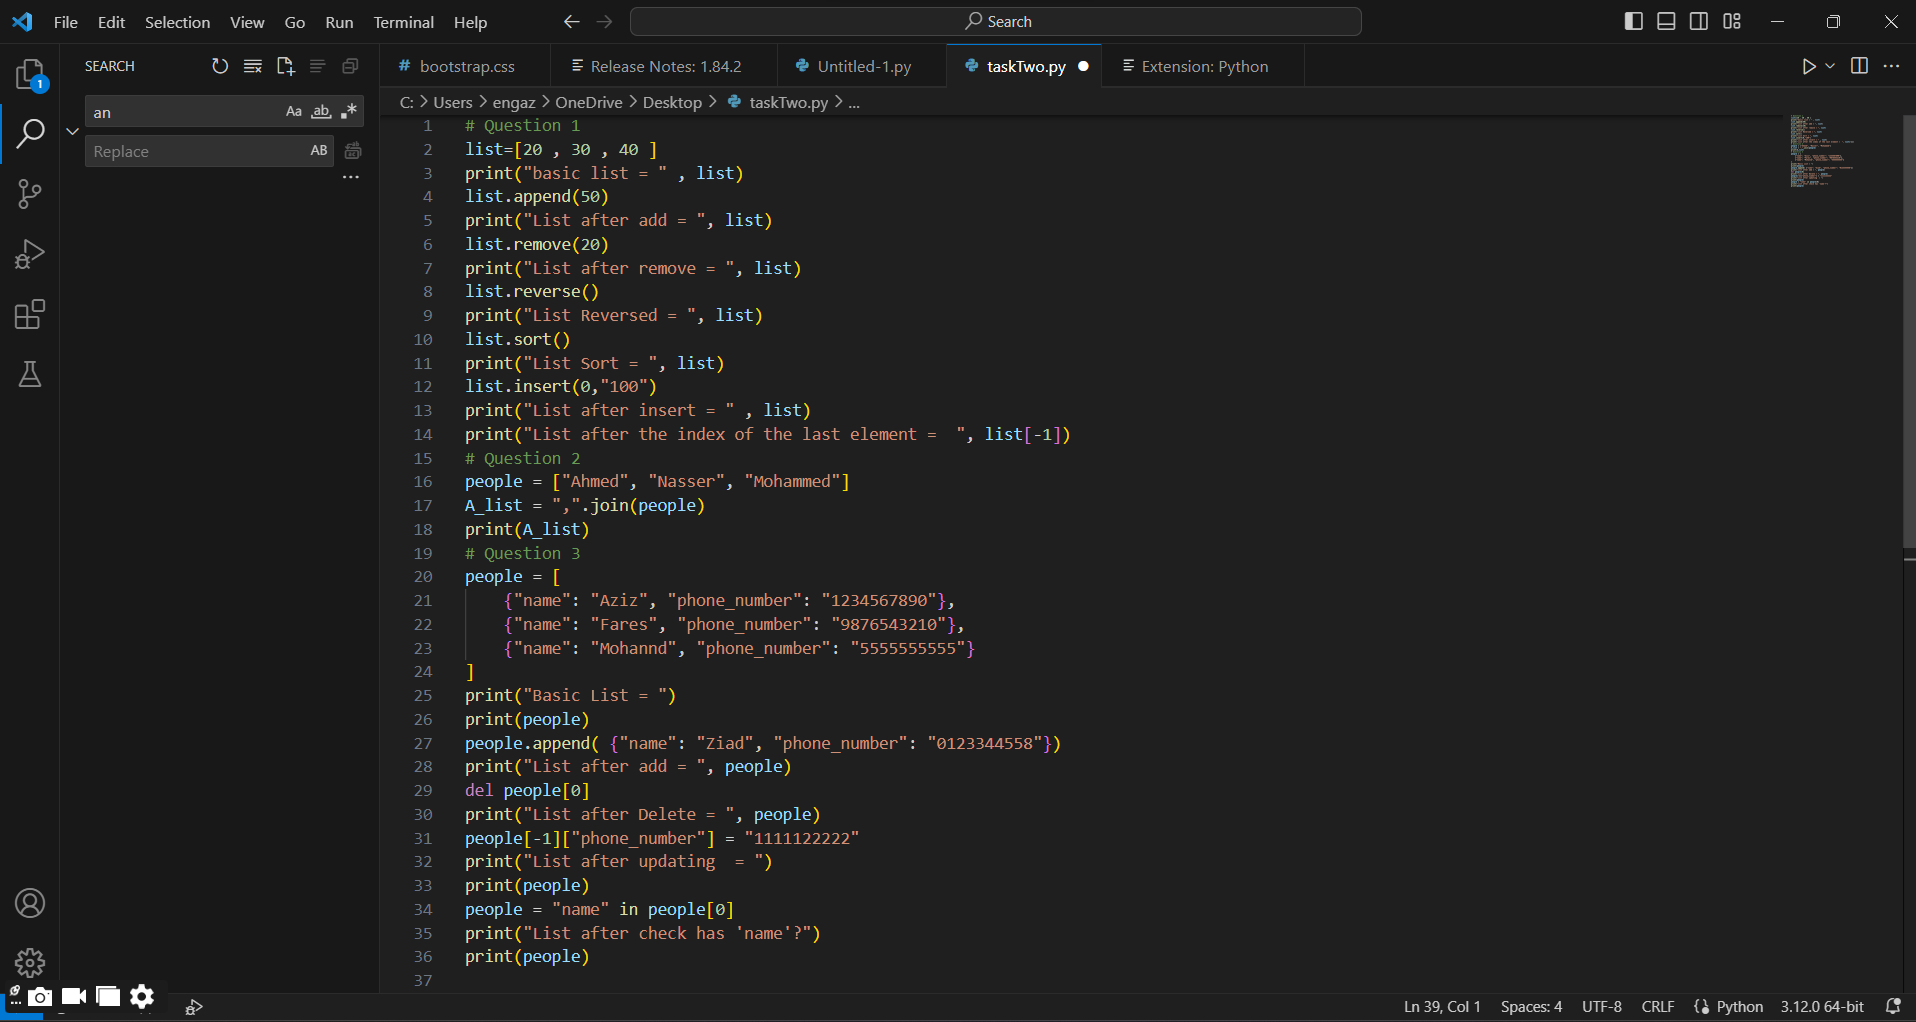 File Edit Selection View Go Run Terminal Help
Search
SEARCH
an
Aa ab
Replace
AB
1
bootstrap.css
Release Notes: 1.84.2
Untitled-1.py
taskTwo.py
Extension: Python
C: > Users > engaz > OneDrive > Desktop > taskTwo.py > ...
1 # Question 1
2 list=[20 , 30 , 40 ]
3 print("basic list = " , list)
4 list.append(50)
5 print("List after add = ", list)
6 list.remove(20)
7 print("List after remove = ", list)
8 list.reverse()
9 print("List Reversed = ", list)
10 list.sort()
11 print("List Sort = ", list)
12 list.insert(0,"100")
13 print("List after insert = " , list)
14 print("List after the index of the last element =  ", list[-1])
15 # Question 2
16 people = ["Ahmed", "Nasser", "Mohammed"]
17 A_list = ",".join(people)
18 print(A_list)
19 # Question 3
20 people = [
21     {"name": "Aziz", "phone_number": "1234567890"},
22     {"name": "Fares", "phone_number": "9876543210"},
23     {"name": "Mohannd", "phone_number": "5555555555"}
24 ]
25 print("Basic List = ")
26 print(people)
27 people.append( {"name": "Ziad", "phone_number": "0123344558"})
28 print("List after add = ", people)
29 del people[0]
30 print("List after Delete = ", people)
31 people[-1]["phone_number"] = "1111122222"
32 print("List after updating  = ")
33 print(people)
34 people = "name" in people[0]
35 print("List after check has 'name'?")
36 print(people)
37
Ln 39, Col 1 Spaces: 4 UTF-8 CRLF Python 3.12.0 64-bit